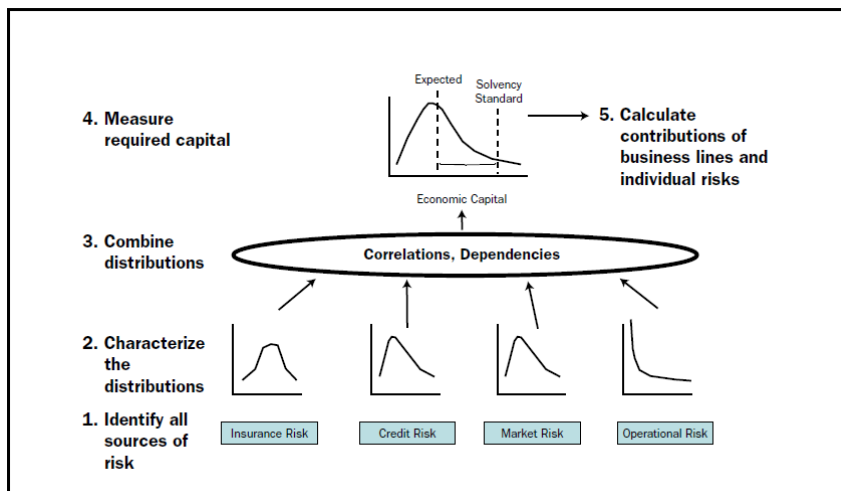 Expected
Solvency
Standard
4. Measure
required capital
5. Calculate
contributions of
business lines and
individual risks
Economic Capital
3. Combine
distributions
Correlations, Dependencies
2. Characterize
the
distributions
1. Identify all
sources of
risk
Insurance Risk
Credit Risk
Market Risk
Operational Risk